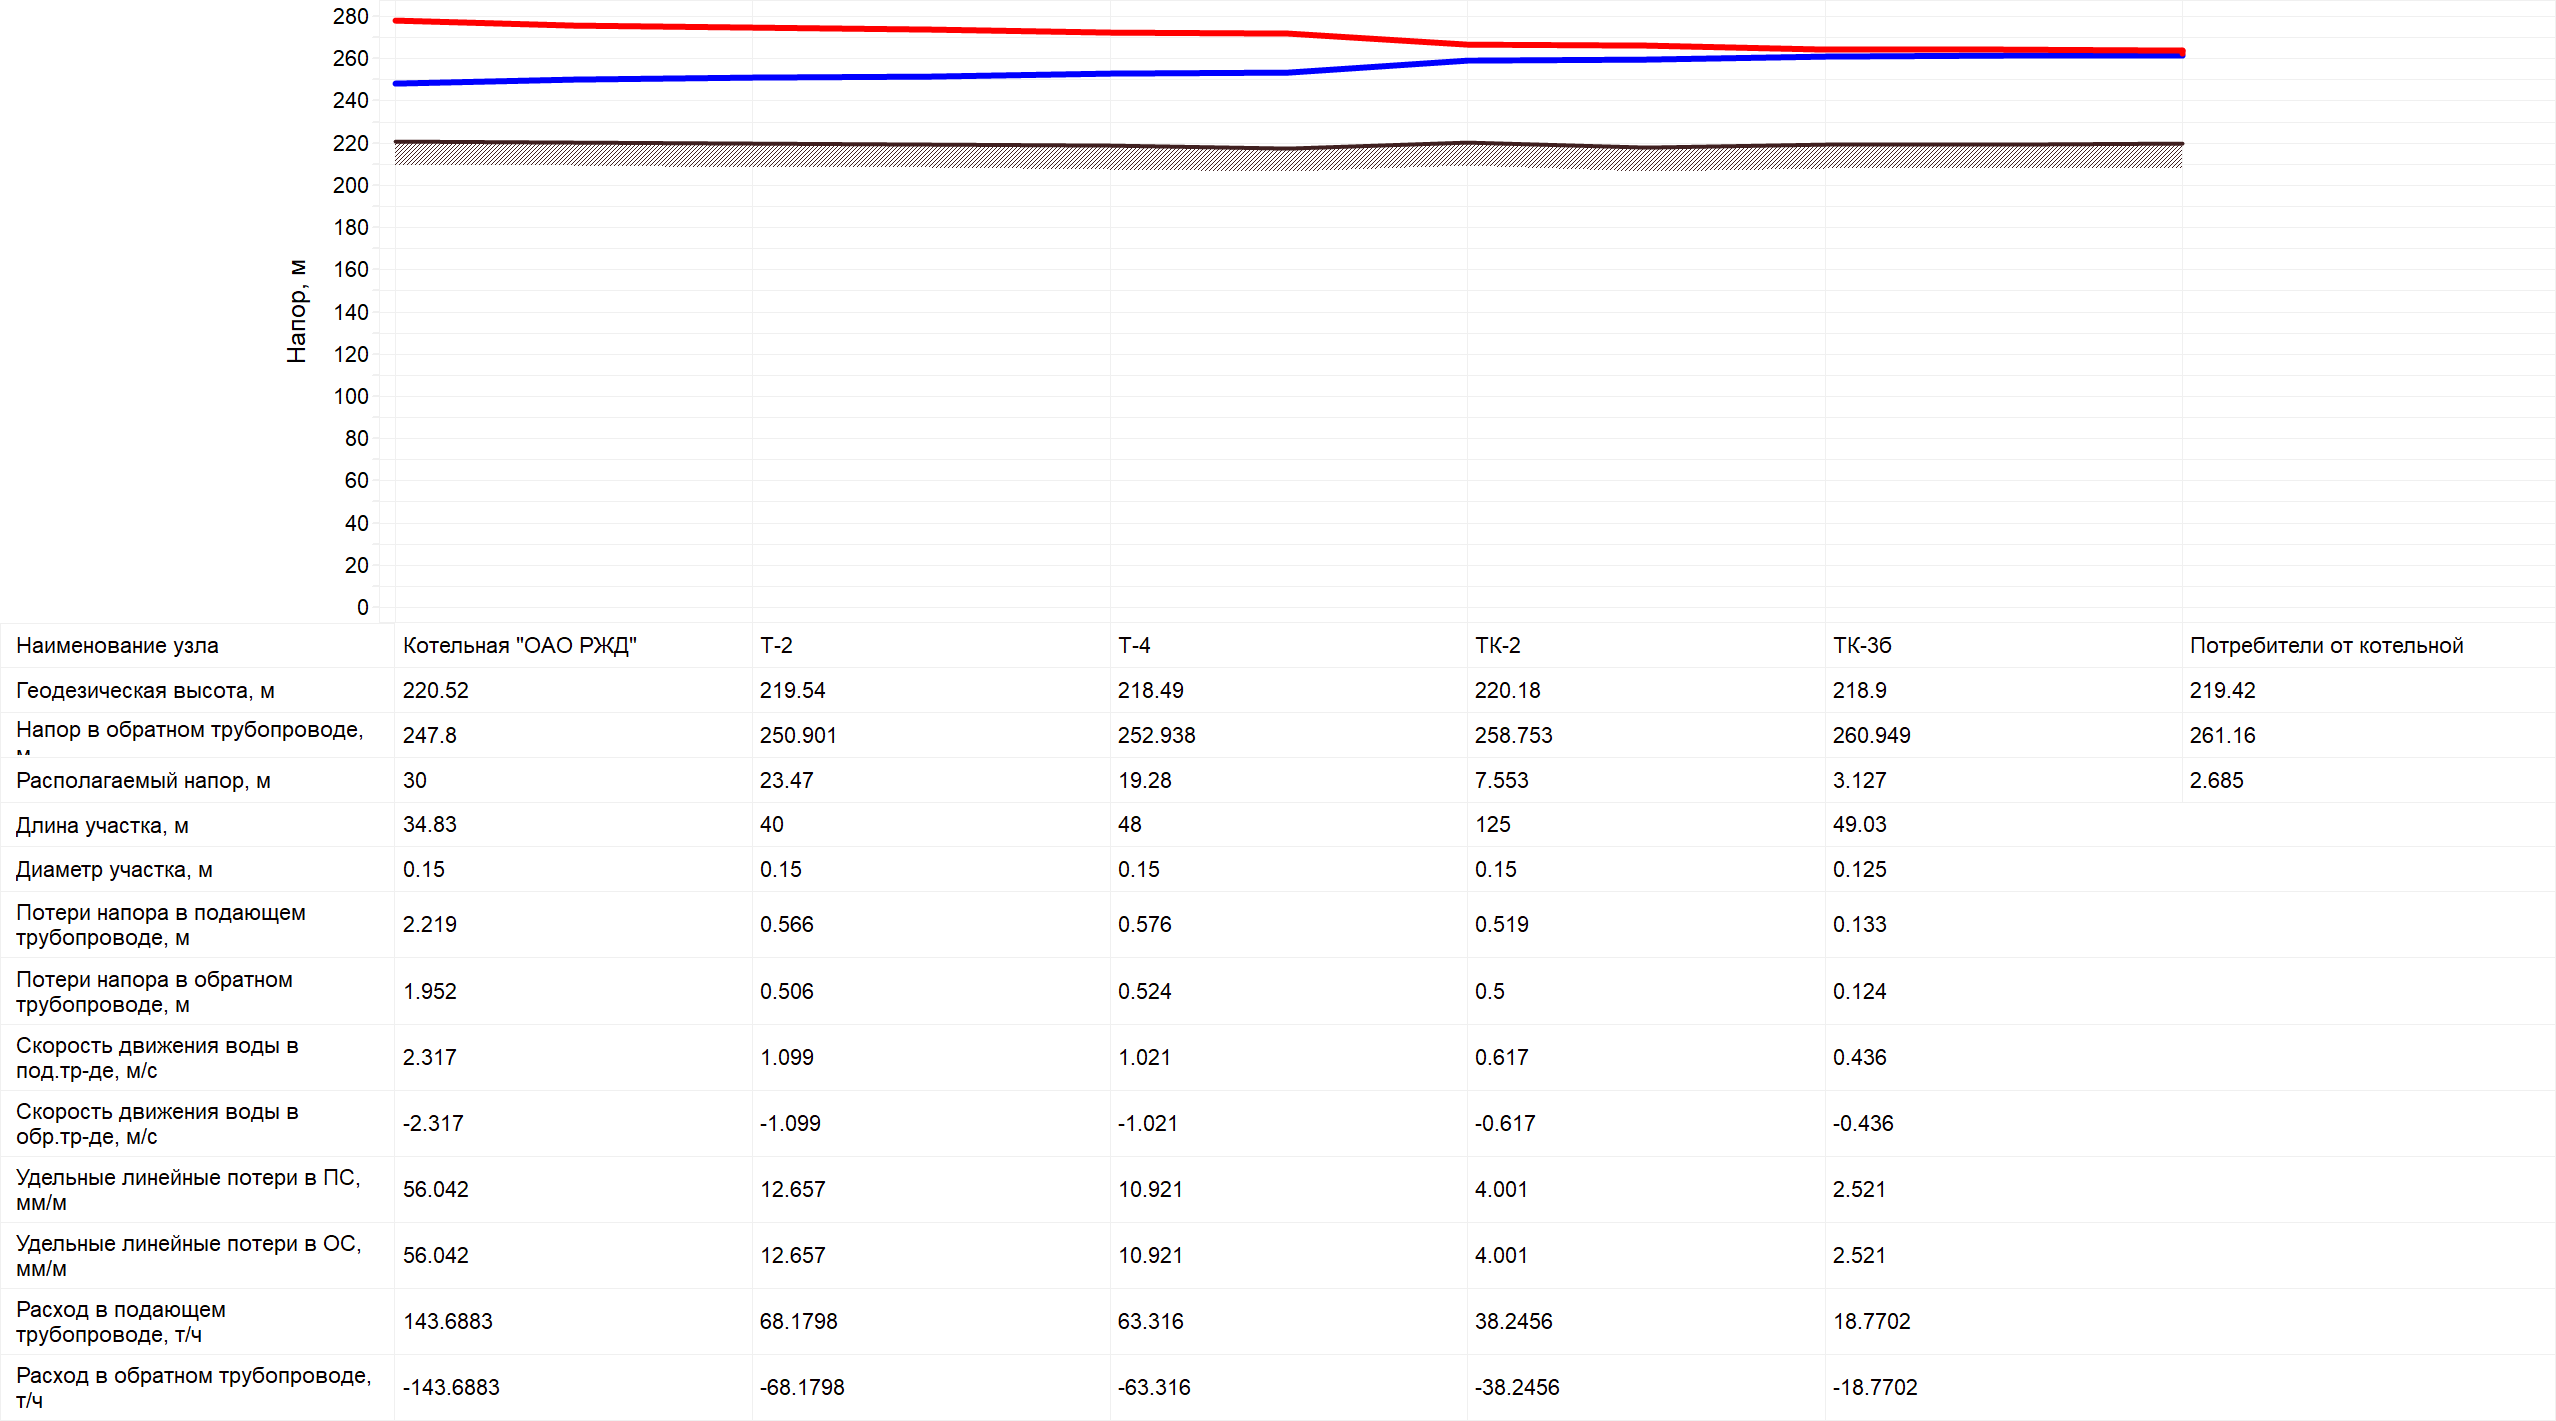 280
260
240
220
200
180
160
140
120
100
80
60
40
20
0
Напор, м
Наименование узла Котельная "ОАО РЖД" Т-2 Т-4 ТК-2 ТК-3б Потребители от котельной
Геодезическая высота, м 220.52 219.54 218.49 220.18 218.9 219.42
Напор в обратном трубопроводе,
м 247.8 250.901 252.938 258.753 260.949 261.16
Располагаемый напор, м 30 23.47 19.28 7.553 3.127 2.685
Длина участка, м 34.83 40 48 125 49.03
Диаметр участка, м 0.15 0.15 0.15 0.15 0.125
Потери напора в подающем
трубопроводе, м 2.219 0.566 0.576 0.519 0.133
Потери напора в обратном
трубопроводе, м 1.952 0.506 0.524 0.5 0.124
Скорость движения воды в
под.тр-де, м/с 2.317 1.099 1.021 0.617 0.436
Скорость движения воды в
обр.тр-де, м/с -2.317 -1.099 -1.021 -0.617 -0.436
Удельные линейные потери в ПС,
мм/м 56.042 12.657 10.921 4.001 2.521
Удельные линейные потери в ОС,
мм/м 56.042 12.657 10.921 4.001 2.521
Расход в подающем
трубопроводе, т/ч 143.6883 68.1798 63.316 38.2456 18.7702
Расход в обратном трубопроводе,
т/ч -143.6883 -68.1798 -63.316 -38.2456 -18.7702